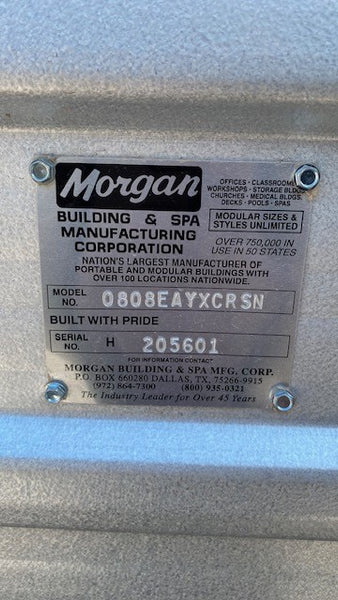 Morgan
OFFICES - CLASSROOMS
WORKSHOPS - STORAGE BLDGS.
CHURCHES - MEDICAL BLDGS.
DECKS - POOLS - SPAS
BUILDING & SPA
MANUFACTURING
CORPORATION
MODULAR SIZES &
STYLES UNLIMITED
OVER 750,000 IN
USE IN 50 STATES
NATION'S LARGEST MANUFACTURER OF
PORTABLE AND MODULAR BUILDINGS WITH
OVER 100 LOCATIONS NATIONWIDE.
MODEL NO. 0808EAYXCRSN
BUILT WITH PRIDE
SERIAL NO. H 205601
FOR INFORMATION CONTACT
MORGAN BUILDING & SPA MFG. CORP.
P.O. BOX 660280 DALLAS, TX, 75266-9915
(972) 864-7300 (800) 935-0321
The Industry Leader for Over 45 Years